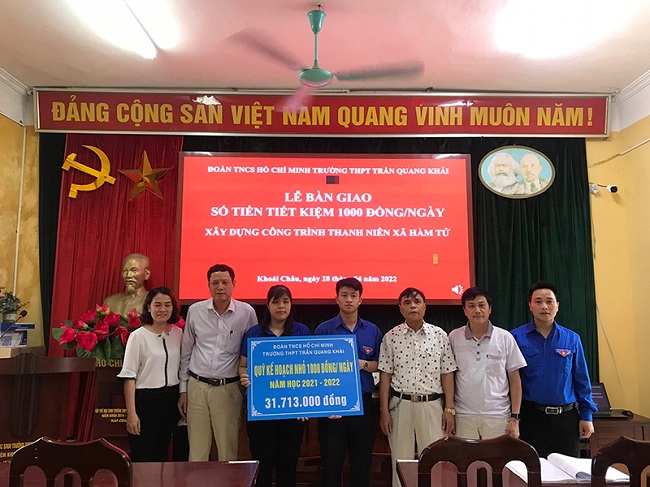 ĐẢNG CỘNG SẢN VIỆT NAM QUANG VINH MUÔN NĂM!
ĐOÀN TNCS HỒ CHÍ MINH TRƯỜNG THPT TRẦN QUANG KHẢI
LỄ BÀN GIAO
SỐ TIỀN TIẾT KIỆM 1000 ĐỒNG/NGÀY
XÂY DỰNG CÔNG TRÌNH THANH NIÊN XÃ HÀM TỬ
Khoái Châu, ngày 28 tháng 04 năm 2022
ĐOÀN TNCS HỒ CHÍ MINH
TRƯỜNG THPT TRẦN QUANG KHẢI
QUỸ KẾ HOẠCH NHỎ 1000 ĐỒNG/ NGÀY
NĂM HỌC 2021 - 2022
31.713.000 đồng